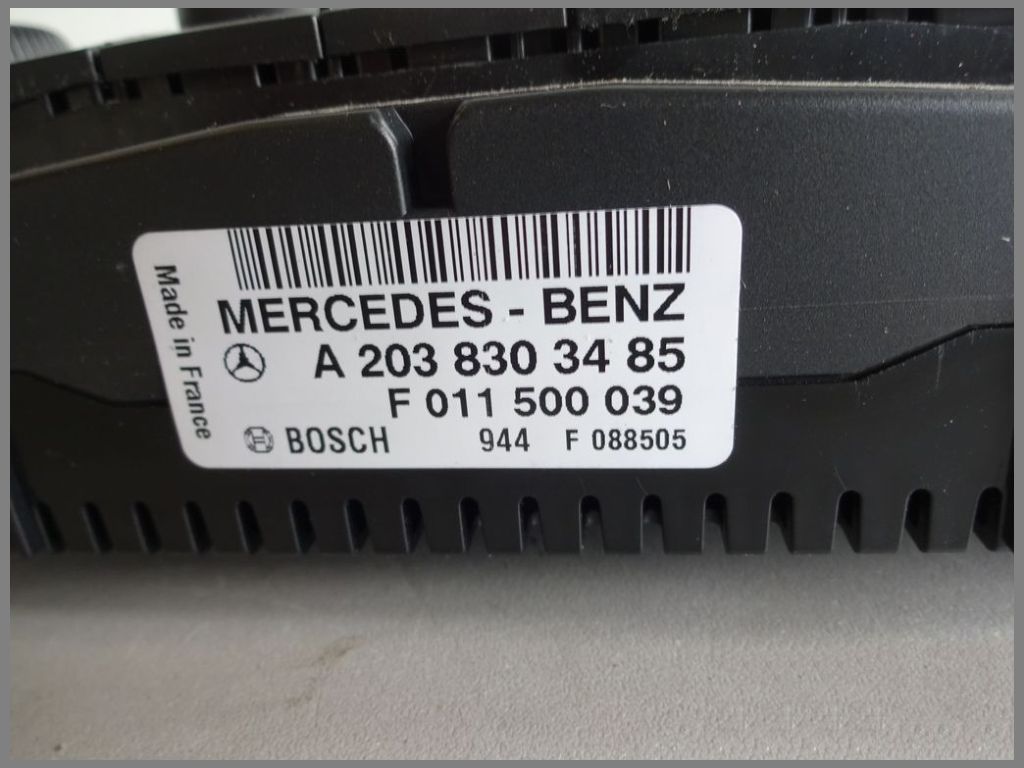 MERCEDES - BENZ
A 203 830 34 85
F 011 500 039
BOSCH 944 F 088505
Made in France